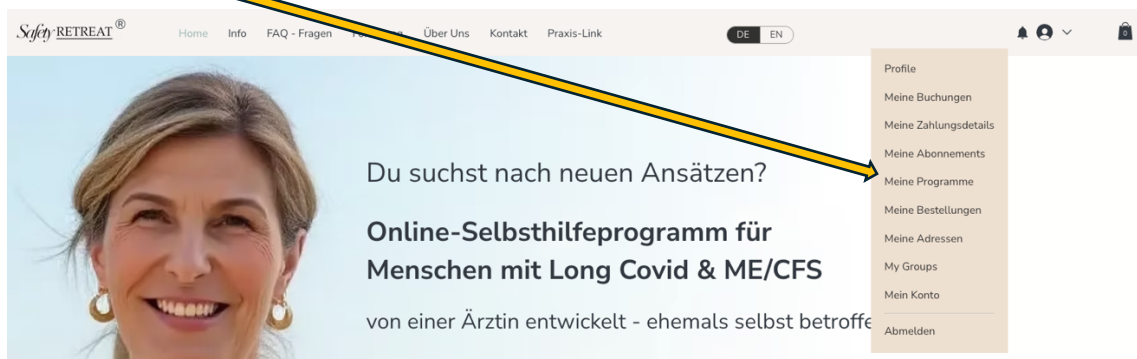 Safety RETREAT®
Home Info FAQ - Fragen Über Uns Kontakt Praxis-Link DE EN
0
Profile
Meine Buchungen
Meine Zahlungsdetails
Meine Abonnements
Meine Programme
Meine Bestellungen
Meine Adressen
My Groups
Mein Konto
Abmelden
Du suchst nach neuen Ansätzen?
Online-Selbsthilfeprogramm für
Menschen mit Long Covid & ME/CFS
von einer Ärztin entwickelt - ehemals selbst betroffe